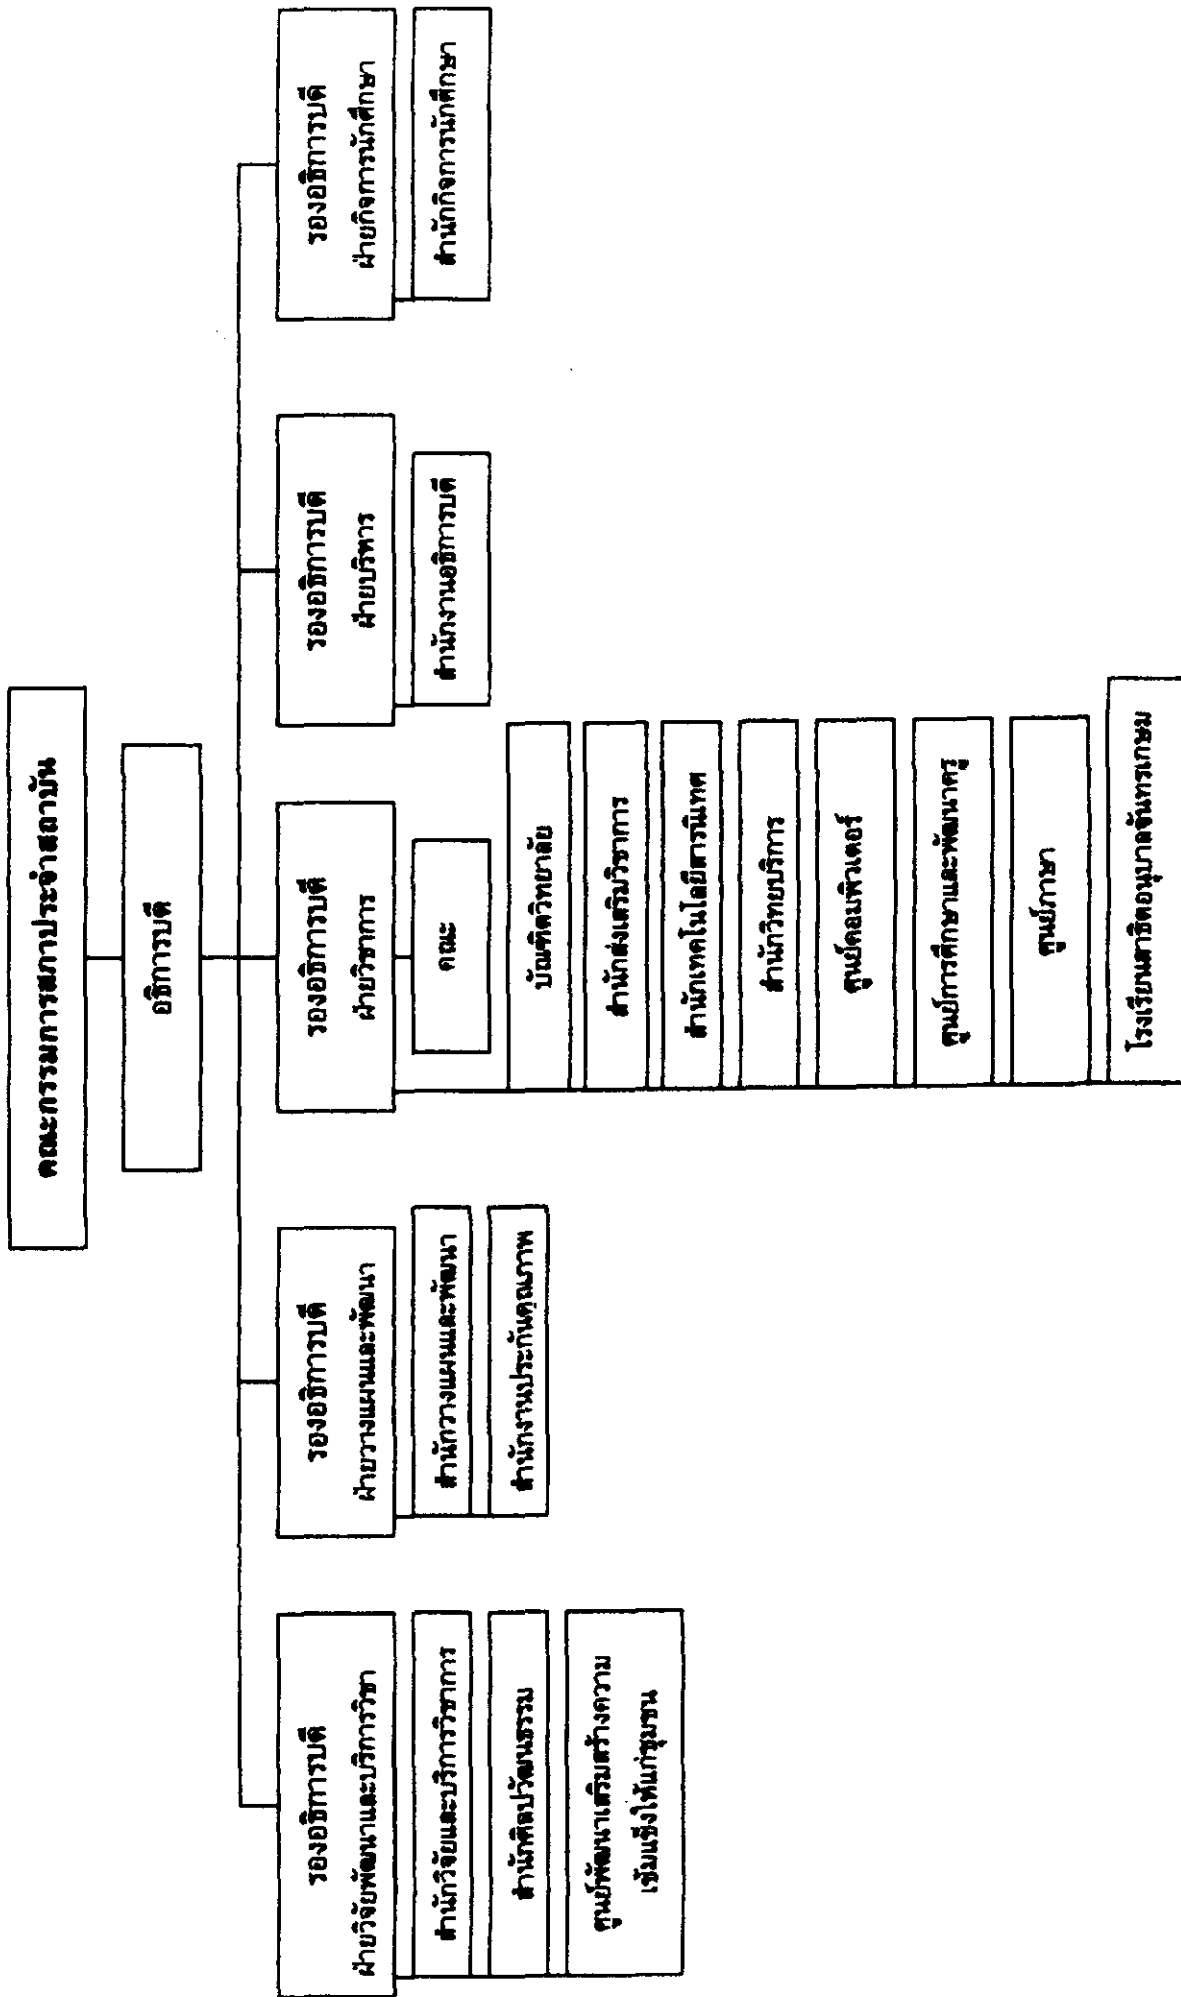 คณะกรรมการสภาประจำสถาบัน
อธิการบดี
รองอธิการบดี
ฝ่ายวิจัยพัฒนาและบริการวิชา
สำนักวิจัยและบริการวิชาการ
สำนักศิลปวัฒนธรรม
ศูนย์พัฒนาเสริมสร้างความ
เข้มแข็งให้แก่ชุมชน
รองอธิการบดี
ฝ่ายวางแผนและพัฒนา
สำนักวางแผนและพัฒนา
สำนักงานประกันคุณภาพ
รองอธิการบดี
ฝ่ายวิชาการ
คณะ
บัณฑิตวิทยาลัย
สำนักส่งเสริมวิชาการ
สำนักเทคโนโลยีสารนิเทศ
สำนักวิทยบริการ
ศูนย์คอมพิวเตอร์
ศูนย์การศึกษาและพัฒนาครู
ศูนย์ภาษา
โรงเรียนสาธิตอนุบาลจันทรเกษม
รองอธิการบดี
ฝ่ายบริหาร
สำนักงานอธิการบดี
รองอธิการบดี
ฝ่ายกิจการนักศึกษา
สำนักกิจการนักศึกษา